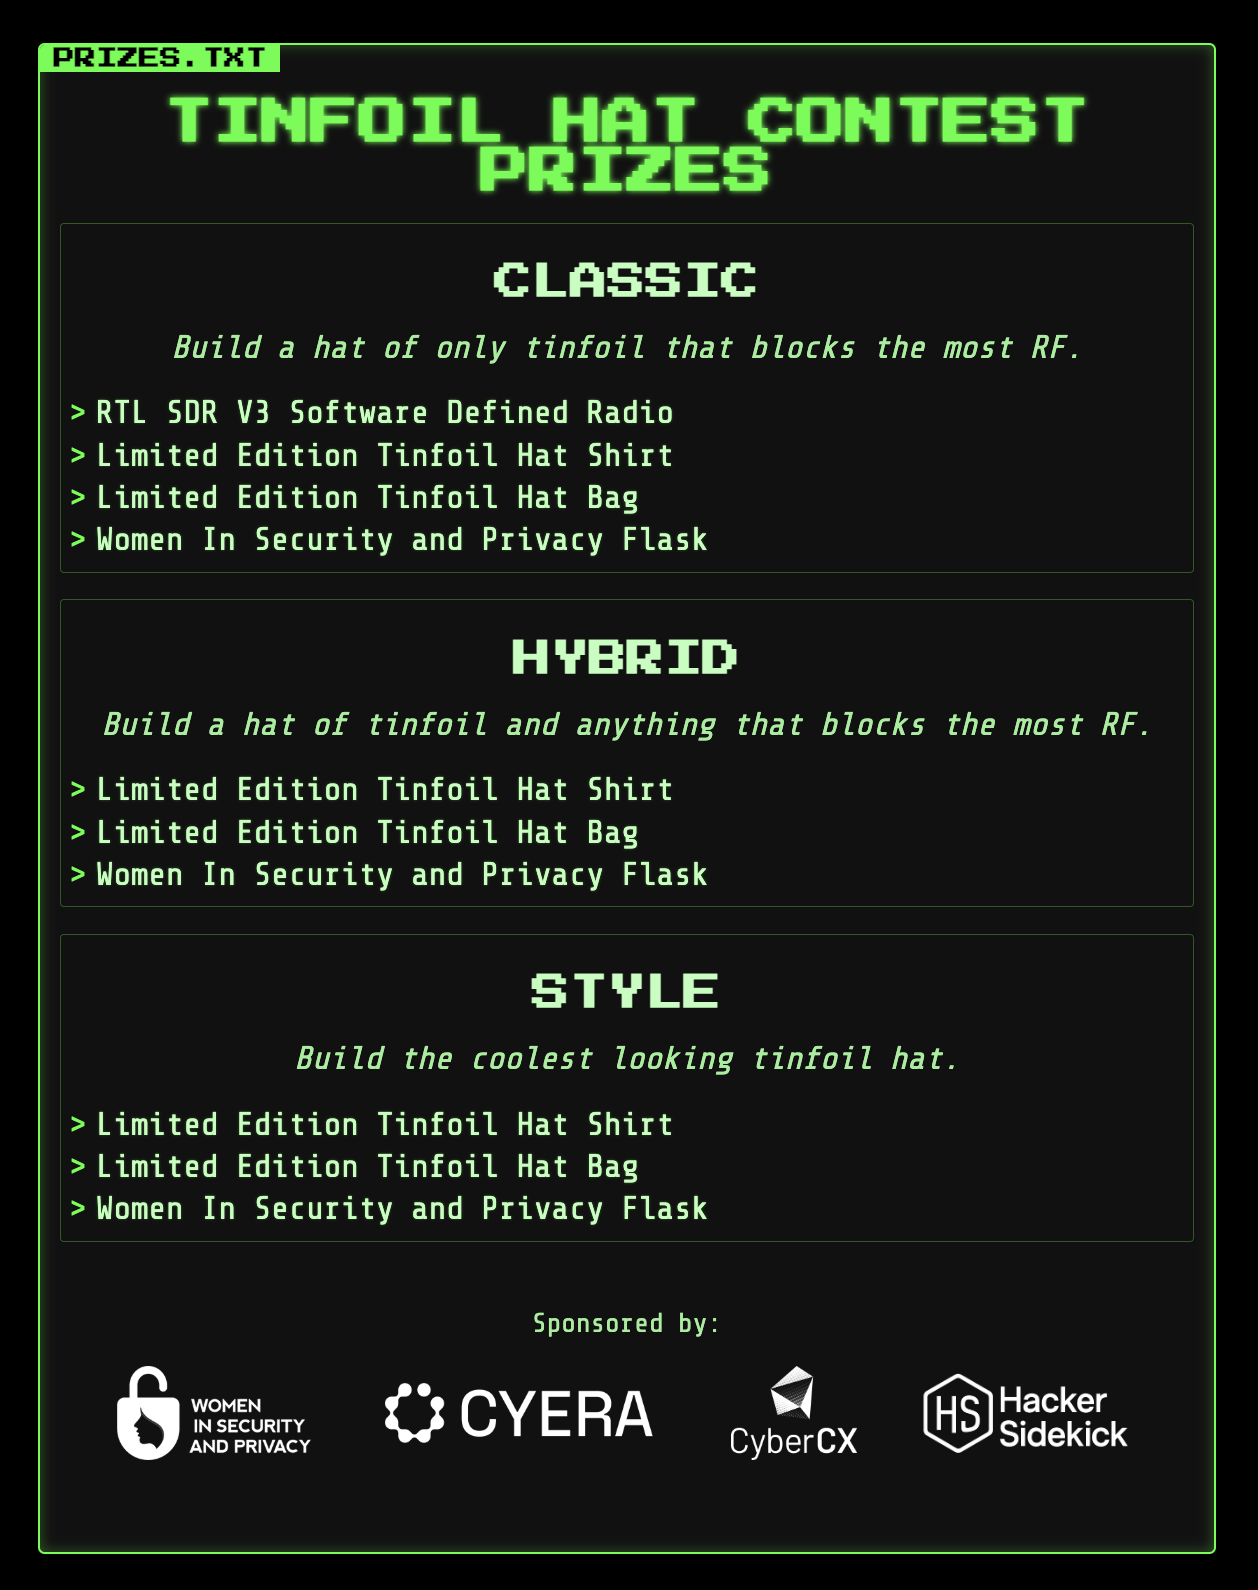 PRIZES.TXT
TINFOIL HAT CONTEST
PRIZES
CLASSIC
Build a hat of only tinfoil that blocks the most RF.
> RTL SDR V3 Software Defined Radio
> Limited Edition Tinfoil Hat Shirt
> Limited Edition Tinfoil Hat Bag
> Women In Security and Privacy Flask
HYBRID
Build a hat of tinfoil and anything that blocks the most RF.
> Limited Edition Tinfoil Hat Shirt
> Limited Edition Tinfoil Hat Bag
> Women In Security and Privacy Flask
STYLE
Build the coolest looking tinfoil hat.
> Limited Edition Tinfoil Hat Shirt
> Limited Edition Tinfoil Hat Bag
> Women In Security and Privacy Flask
Sponsored by:
WOMEN
IN SECURITY
AND PRIVACY
CYERA
CyberCX
HS
Hacker
Sidekick